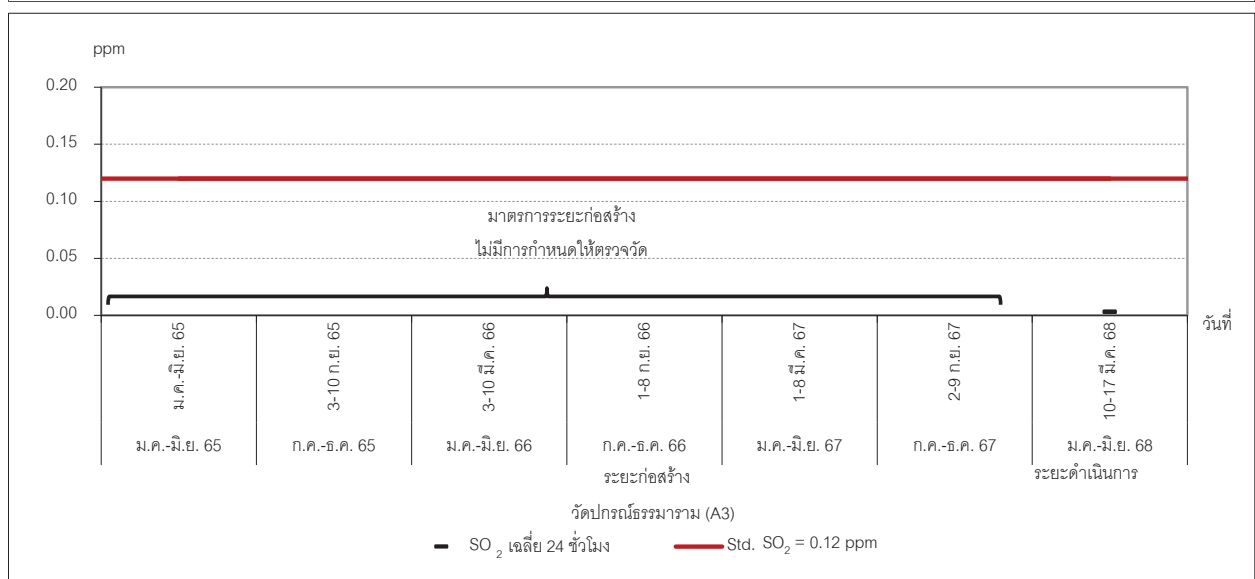 ppm
0.20
0.15
0.10
มาตรการระยะก่อสร้าง
ไม่มีการกำหนดให้ตรวจวัด
0.05
0.00
วันที่
ม.ค.-มิ.ย. 65
3-10 ก.ย. 65
3-10 มี.ค. 66
1-8 ก.ย. 66
1-8 มี.ค. 67
2-9 ก.ย. 67
10-17 มี.ค. 68
ม.ค.-มิ.ย. 65 ก.ค.-ธ.ค. 65 ม.ค.-มิ.ย. 66 ก.ค.-ธ.ค. 66 ม.ค.-มิ.ย. 67 ก.ค.-ธ.ค. 67 ม.ค.-มิ.ย. 68
ระยะก่อสร้าง ระยะดำเนินการ
วัดปกรณ์ธรรมาราม (A3)
SO₂ เฉลี่ย 24 ชั่วโมง Std. SO₂ = 0.12 ppm